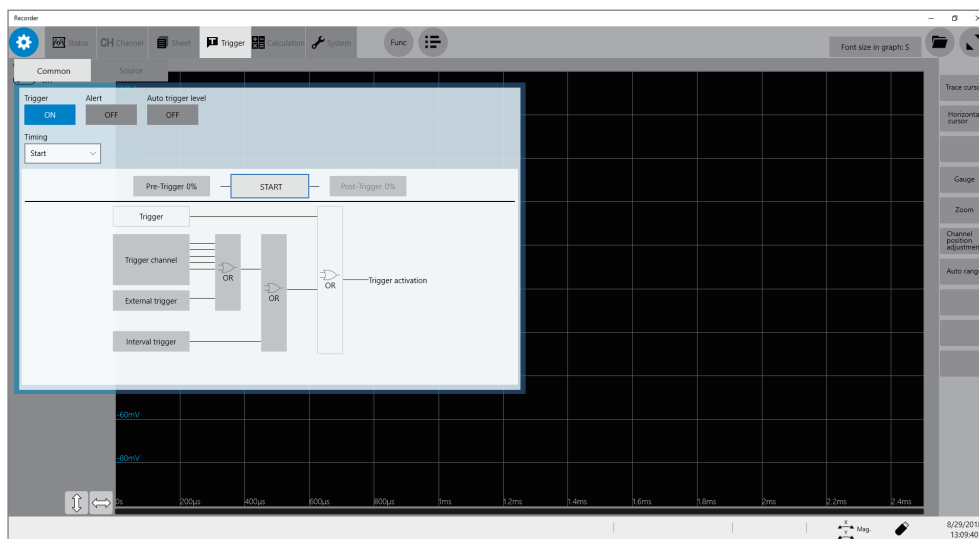 Recorder
Status
CH Channel
Sheet
Trigger
Calculation
System
Func
Font size in graph: S
Common
Source
Trigger
Alert
Auto trigger level
ON
OFF
OFF
Timing
Start
Pre-Trigger 0%
START
Post-Trigger 0%
Trigger
Trigger channel
OR
External trigger
OR
OR
Trigger activation
Interval trigger
-60mV
-80mV
0s
200µs
400µs
600µs
800µs
1ms
1.2ms
1.4ms
1.6ms
1.8ms
2ms
2.2ms
2.4ms
Trace curso
Horizonta
cursor
Gauge
Zoom
Channel
position
adjustmen
Auto rang
X
Y
Mag.
8/29/201
13:09:40